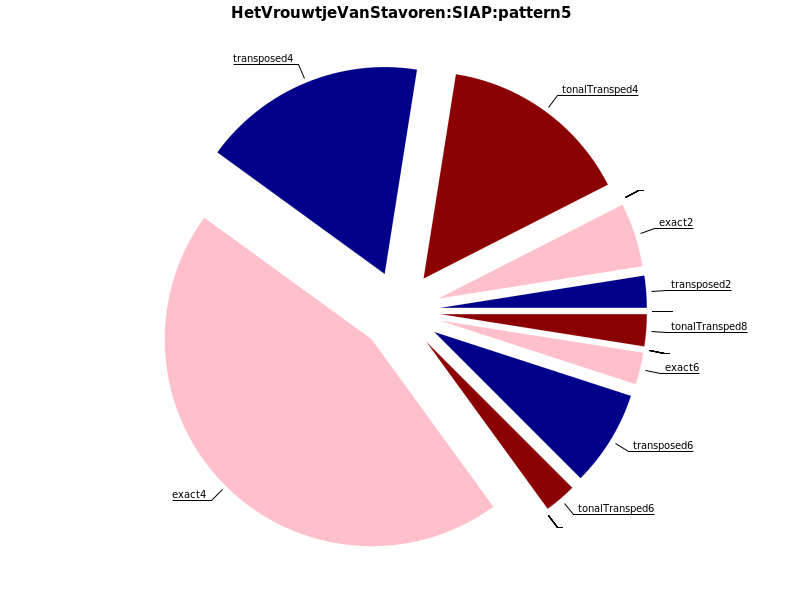 HetVrouwtjeVanStavoren:SIAP:pattern5
transposed4
tonalTransped4
exact2
transposed2
tonalTransped8
exact6
transposed6
exact4
tonalTransped6